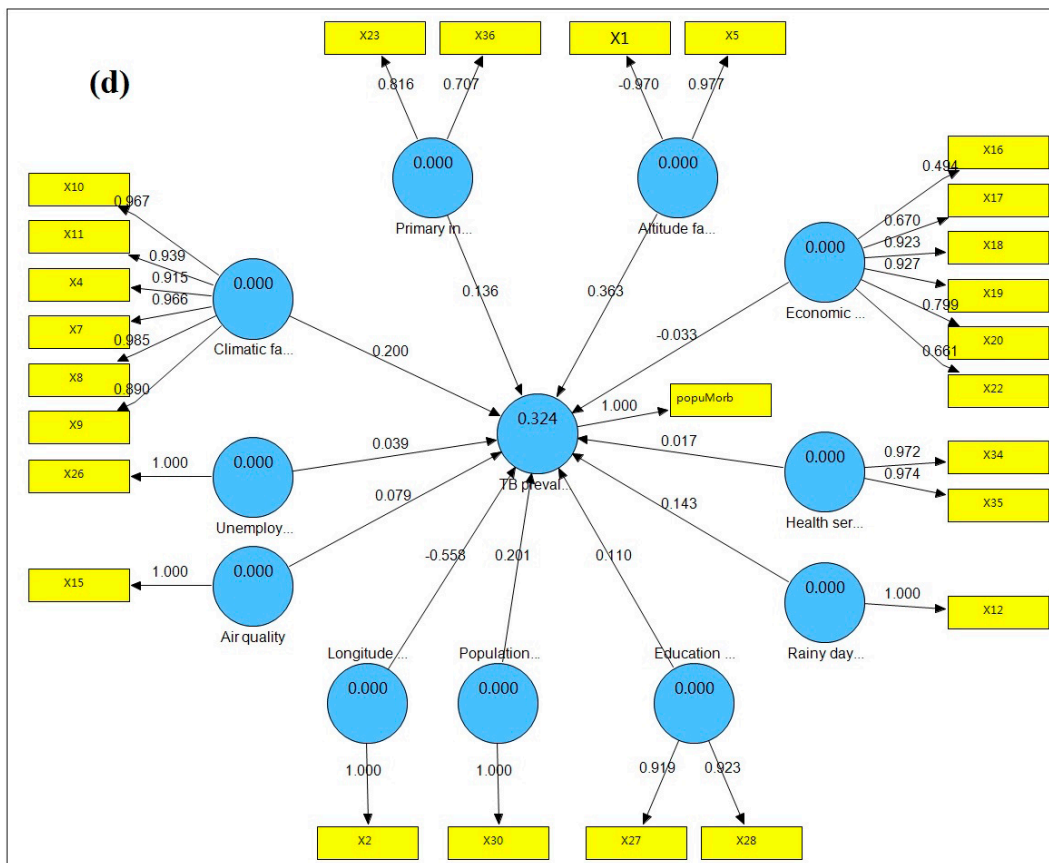 (d)
X23
X36
X1
X5
0.816
0.707
-0.970
0.977
0.000
Primary in...
0.000
Altitude fa...
X10
X11
X4
X7
X8
X9
0.967
0.939
0.915
0.966
0.985
0.890
0.000
Climatic fa...
0.000
Economic ...
0.494
0.670
0.923
0.927
0.799
0.661
X16
X17
X18
X19
X20
X22
0.136
0.363
0.200
-0.033
0.324
TB preval...
1.000
popuMorb
X26
1.000
0.000
Unemploy...
0.039
0.017
0.000
Health ser...
0.972
0.974
X34
X35
X15
1.000
0.000
Air quality
0.079
0.143
0.000
Rainy day...
1.000
X12
-0.558
0.201
0.110
Longitude ...
0.000
1.000
X2
Population...
0.000
1.000
X30
Education ...
0.000
0.919
0.923
X27
X28